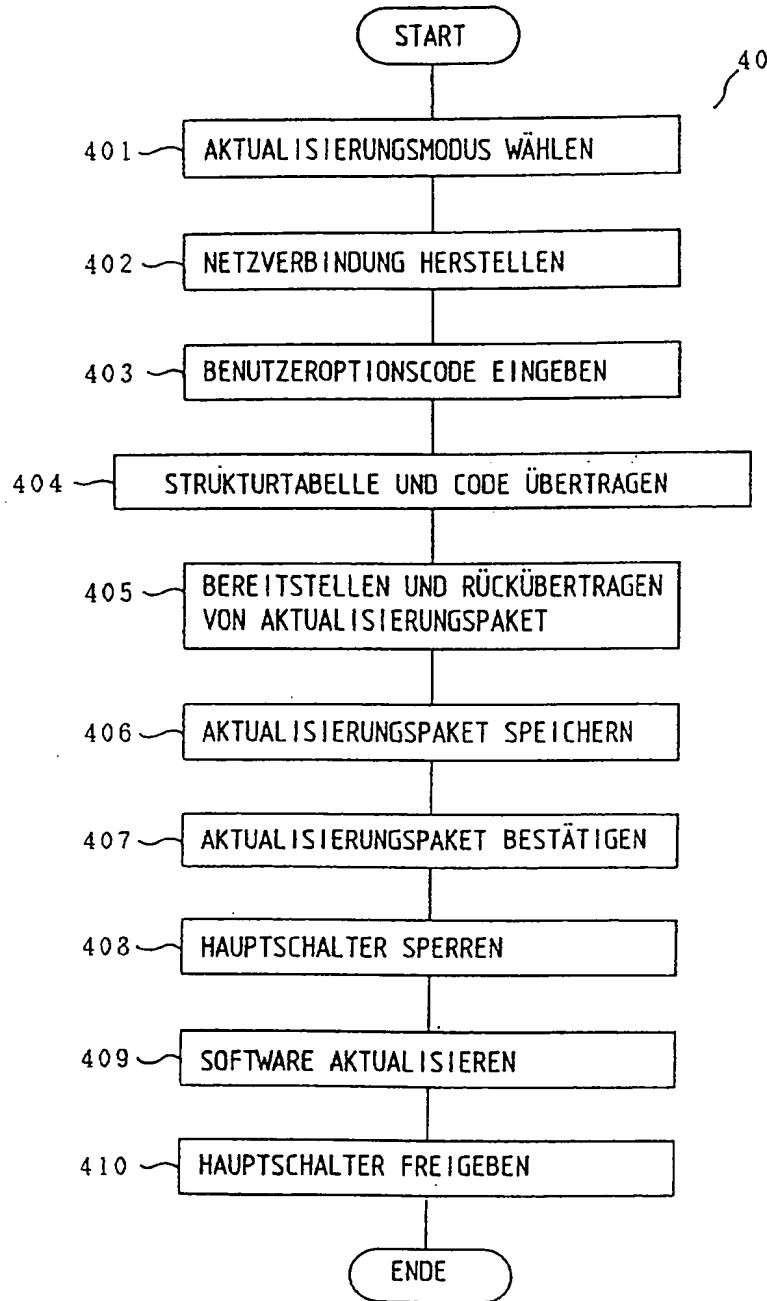 START
40
401 AKTUALISIERUNGSMODUS WÄHLEN
402 NETZVERBINDUNG HERSTELLEN
403 BENUTZEROPTIONSCODE EINGEBEN
404 STRUKTURTABELLE UND CODE ÜBERTRAGEN
405 BEREITSTELLEN UND RÜCKÜBERTRAGEN
VON AKTUALISIERUNGSPAKET
406 AKTUALISIERUNGSPAKET SPEICHERN
407 AKTUALISIERUNGSPAKET BESTÄTIGEN
408 HAUPTSCHALTER SPERREN
409 SOFTWARE AKTUALISIEREN
410 HAUPTSCHALTER FREIGEBEN
ENDE